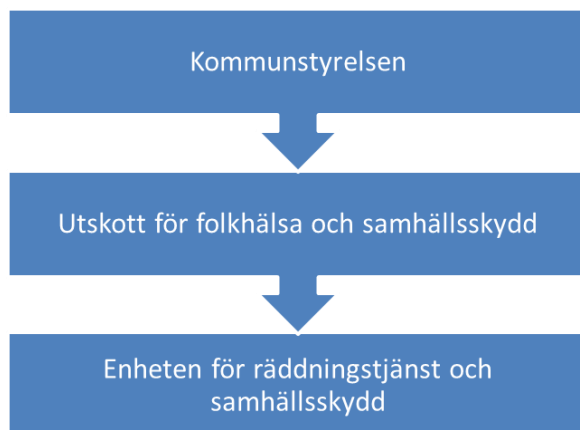 Kommunstyrelsen
Utskott för folkhälsa och samhällsskydd
Enheten för räddningstjänst och
samhällsskydd